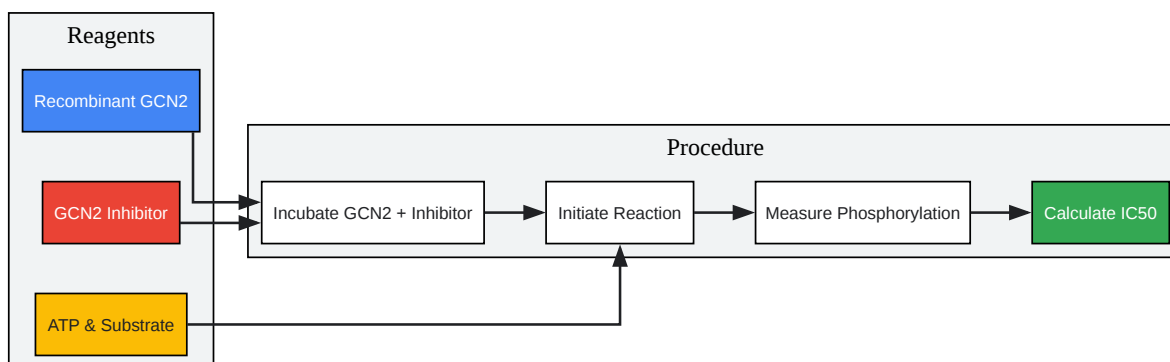 Reagents
Recombinant GCN2
GCN2 Inhibitor
ATP & Substrate
Procedure
Incubate GCN2 + Inhibitor
Initiate Reaction
Measure Phosphorylation
Calculate IC50